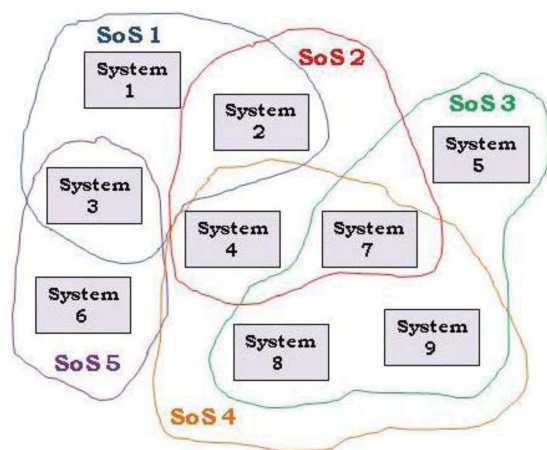 SoS 1
SoS 2
System
1
SoS 3
System
2
System
5
System
3
System
4
System
7
System
6
System
8
System
9
SoS 5
SoS 4